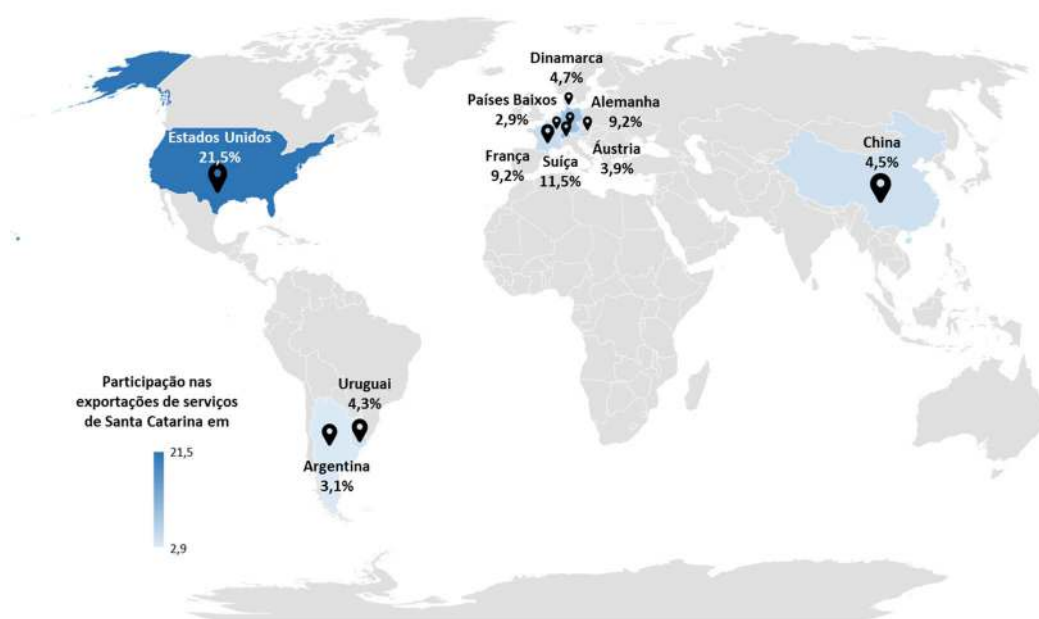 Dinamarca
4,7%
Países Baixos
2,9%
Alemanha
9,2%
Estados Unidos
21,5%
França
9,2%
Suíça
11,5%
Áustria
3,9%
China
4,5%
Participação nas
exportações de serviços
de Santa Catarina em
21,5
2,9
Uruguai
4,3%
Argentina
3,1%